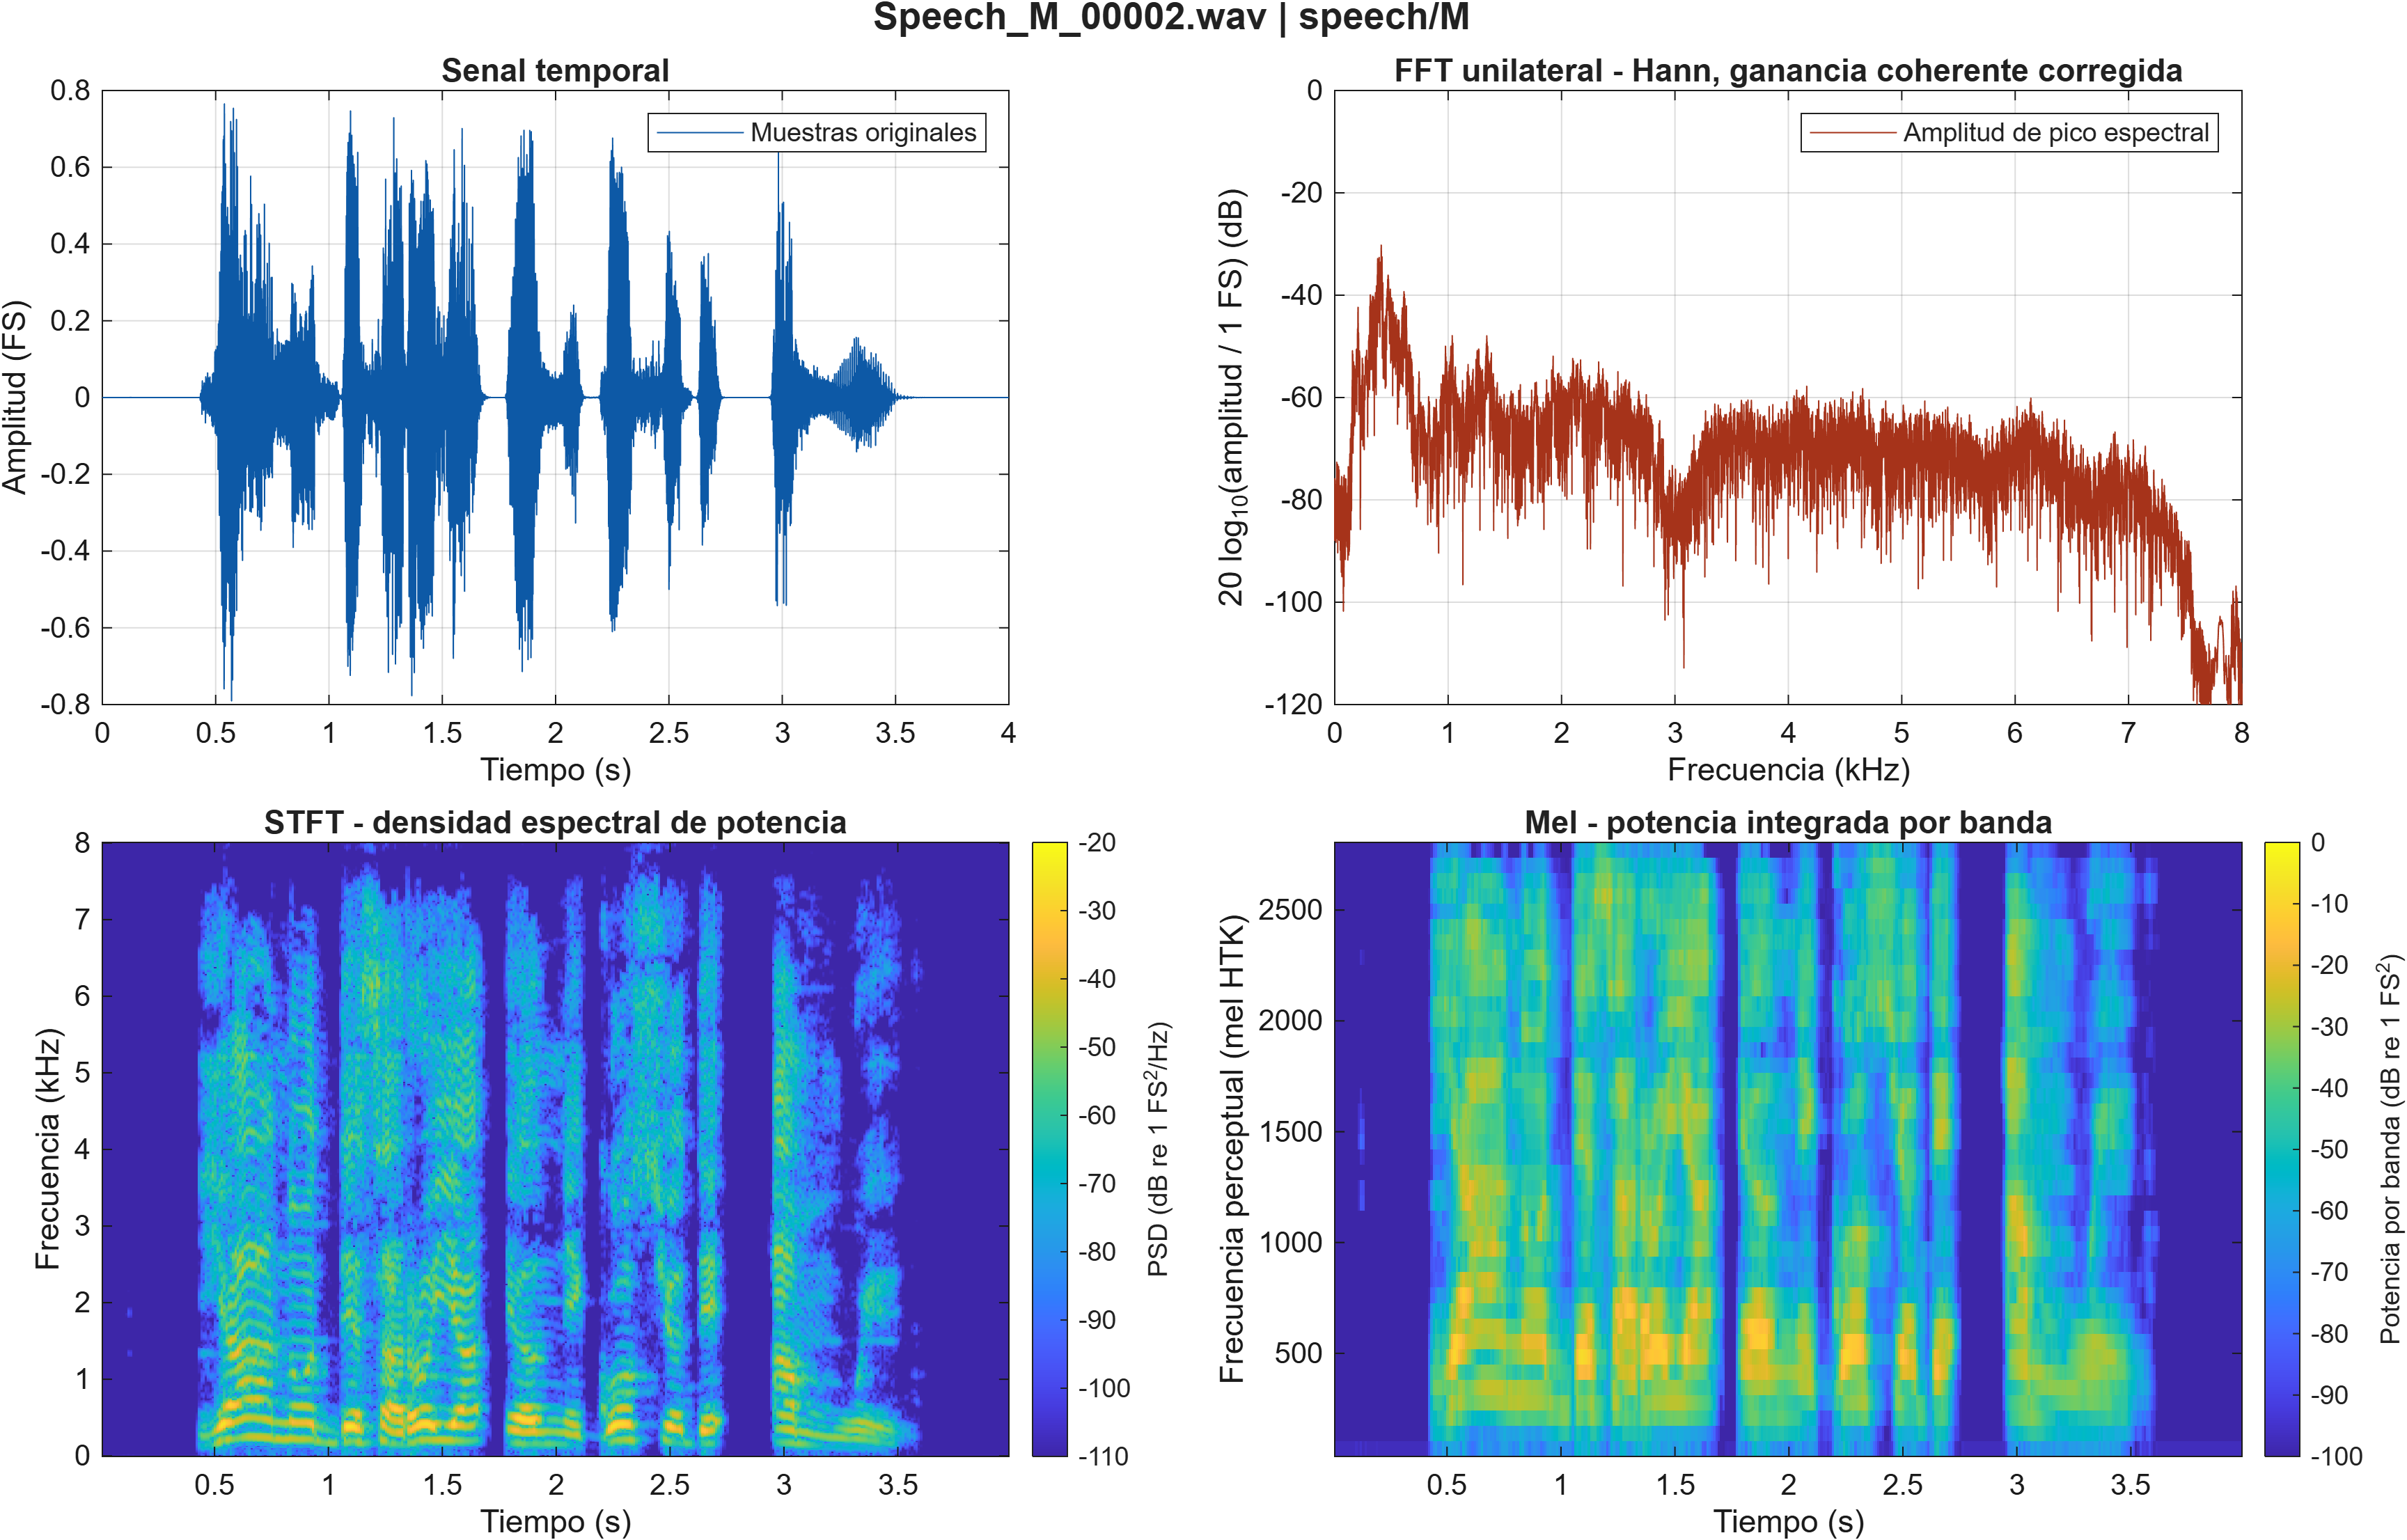 Speech_M_00002.wav | speech/M
Senal temporal
0.8
0.6
0.4
0.2
0
-0.2
-0.4
-0.6
-0.8
Amplitud (FS)
Muestras originales
0 0.5 1 1.5 2 2.5 3 3.5 4
Tiempo (s)
FFT unilateral - Hann, ganancia coherente corregida
0
-20
-40
-60
-80
-100
-120
20 log10(amplitud / 1 FS) (dB)
Amplitud de pico espectral
0 1 2 3 4 5 6 7 8
Frecuencia (kHz)
STFT - densidad espectral de potencia
8
7
6
5
4
3
2
1
0
Frecuencia (kHz)
0.5 1 1.5 2 2.5 3 3.5
Tiempo (s)
-20
-30
-40
-50
-60
-70
-80
-90
-100
-110
PSD (dB re 1 FS²/Hz)
Mel - potencia integrada por banda
2500
2000
1500
1000
500
Frecuencia perceptual (mel HTK)
0.5 1 1.5 2 2.5 3 3.5
Tiempo (s)
0
-10
-20
-30
-40
-50
-60
-70
-80
-90
-100
Potencia por banda (dB re 1 FS²)